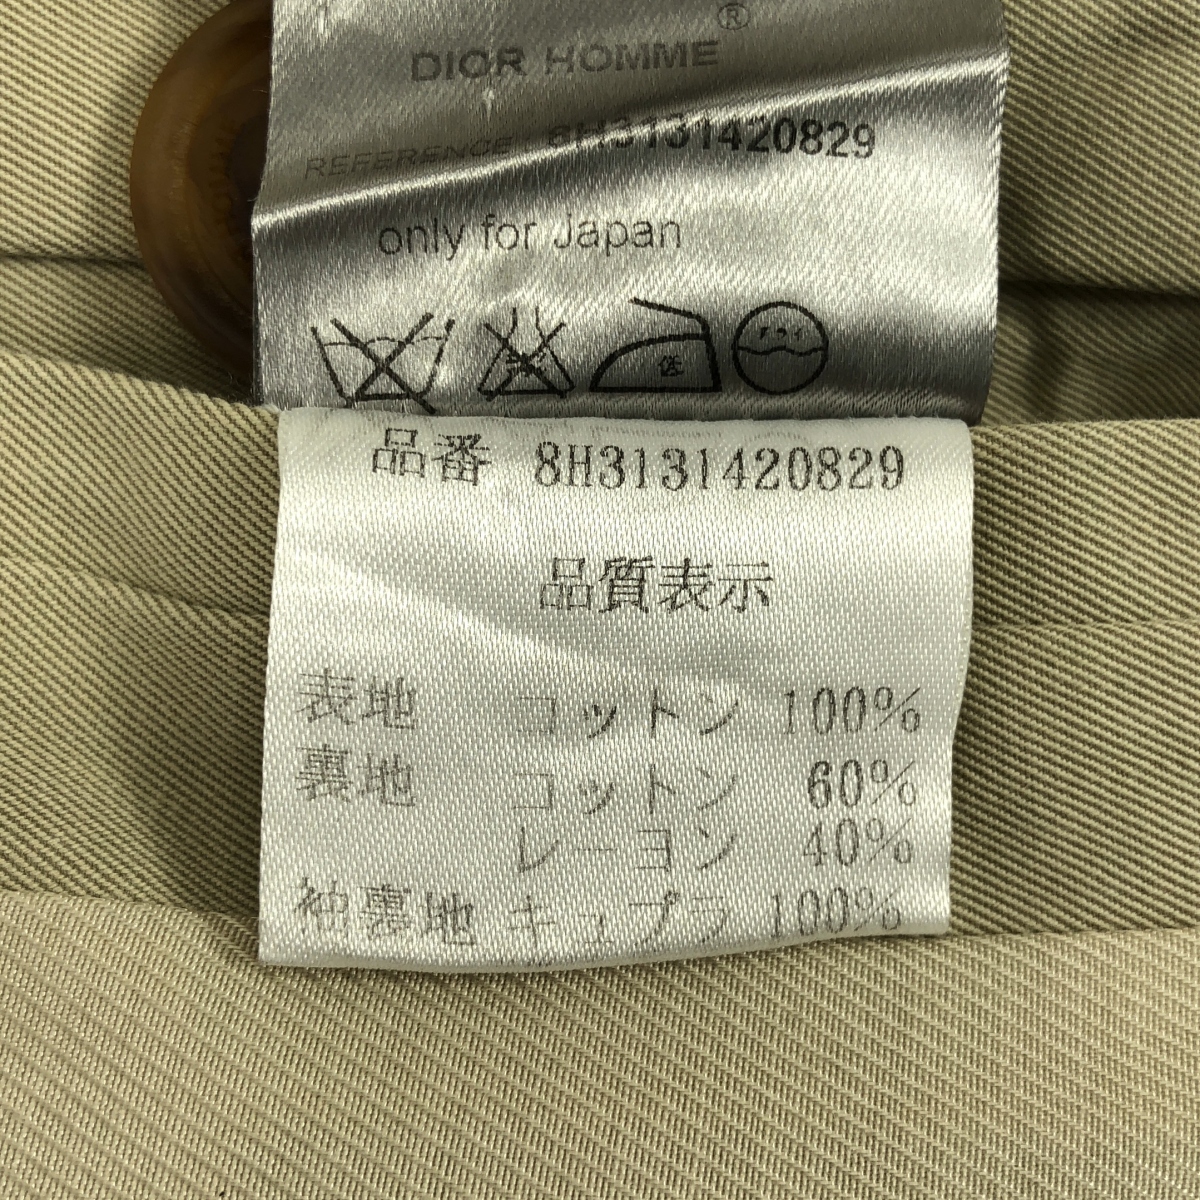 DIOR HOMME®
REFERENCE 8H3131420829
only for Japan
低 ドライ
品番 8H3131420829
品質表示
表地 コットン 100%
裏地 コットン 60%
レーヨン 40%
袖裏地 キュプラ 100%